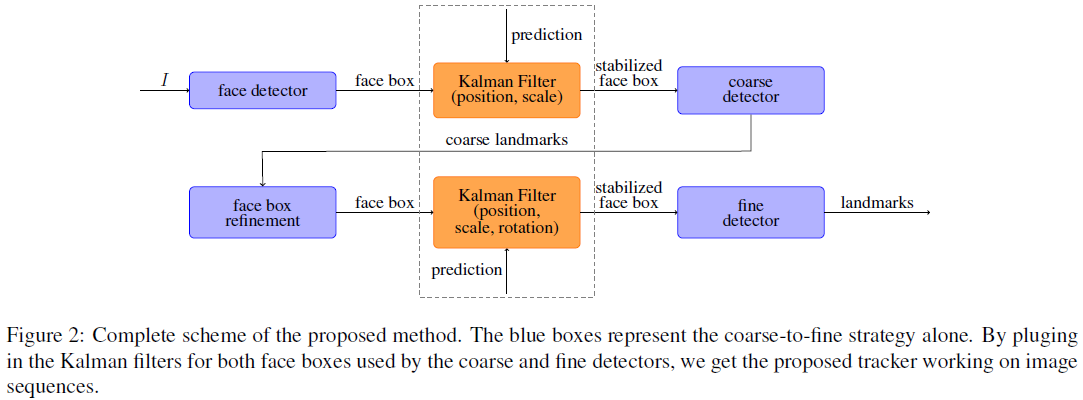 prediction
I
face detector
face box
Kalman Filter
(position, scale)
stabilized
face box
coarse
detector
coarse landmarks
face box
refinement
face box
Kalman Filter
(position,
scale, rotation)
stabilized
face box
fine
detector
landmarks
prediction
Figure 2: Complete scheme of the proposed method. The blue boxes represent the coarse-to-fine strategy alone. By pluging
in the Kalman filters for both face boxes used by the coarse and fine detectors, we get the proposed tracker working on image
sequences.